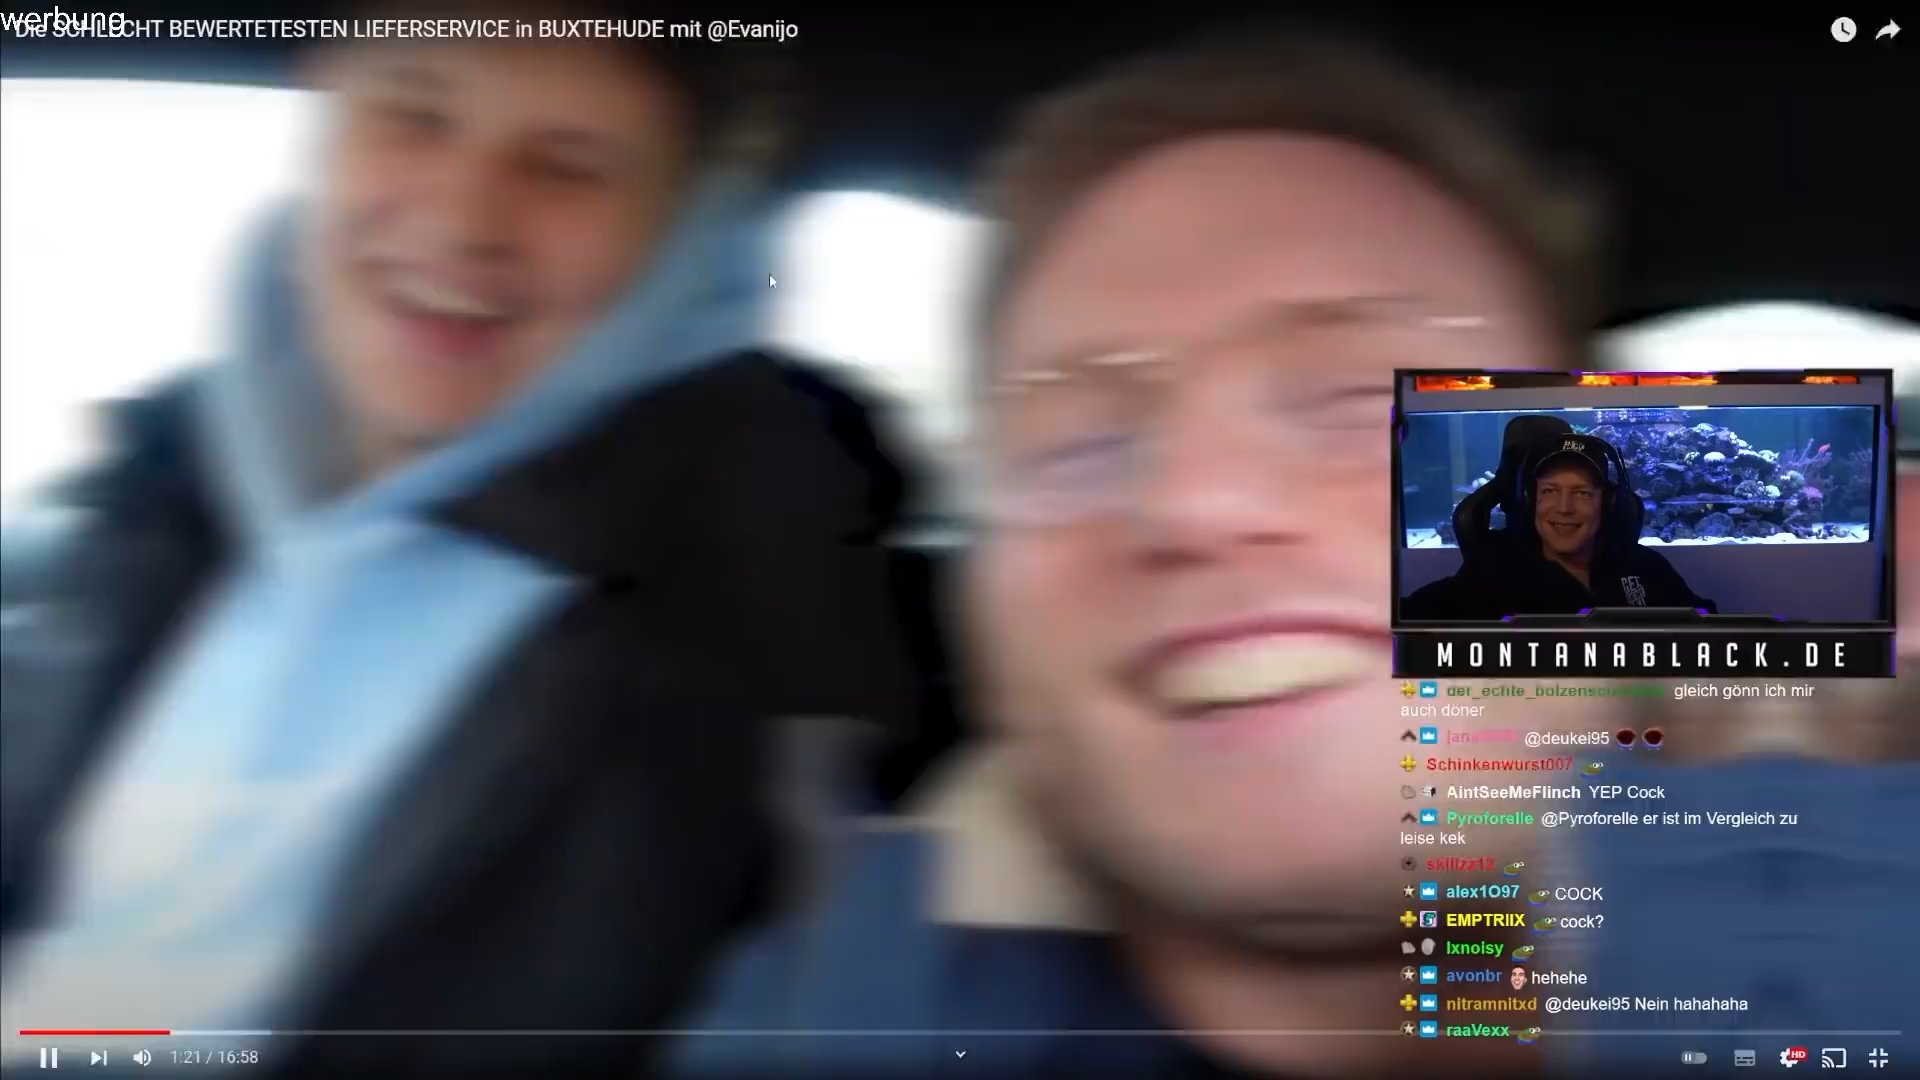 werbung
Die SCHLECHT BEWERTETESTEN LIEFERSERVICE in BUXTEHUDE mit @Evanijo
MONTANABLACK.DE
gleich gönn ich mir
auch döner
@deukei95
Schinkenwurst007
AintSeeMeFlinch YEP Cock
Pyroforelle @Pyroforelle er ist im Vergleich zu
leise kek
skillzz12
alex1O97 COCK
EMPTRIIX cock?
lxnoisy
avonbr hehehe
nitramnitxd @deukei95 Nein hahahaha
raaVexx
1:21 / 16:58
HD